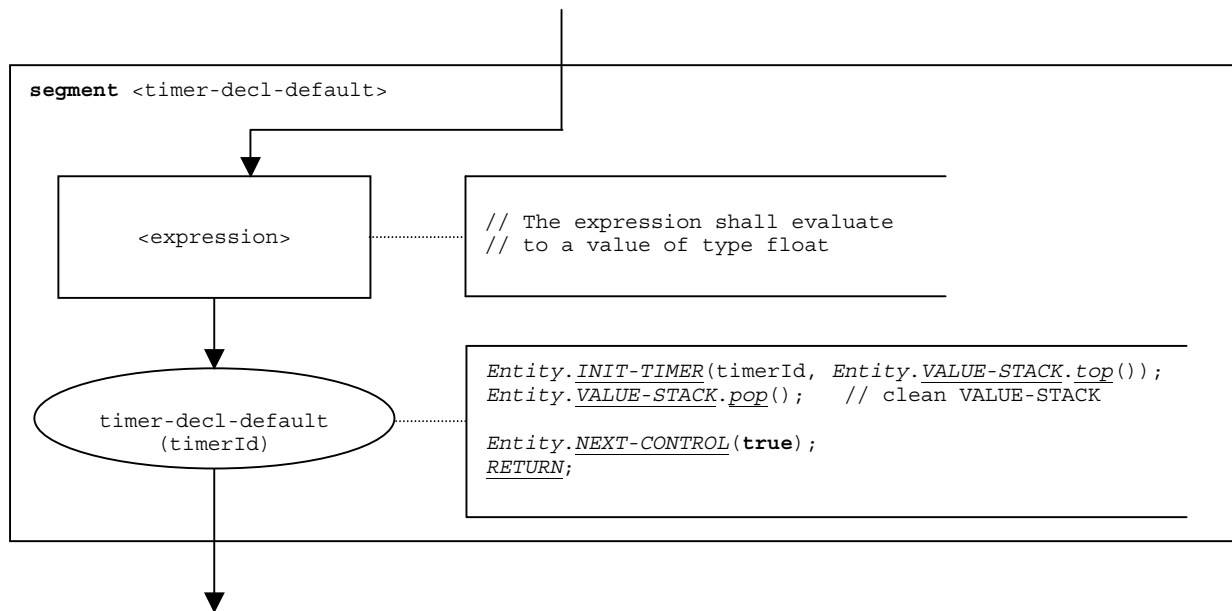 segment <timer-decl-default>
<expression>
// The expression shall evaluate
// to a value of type float
timer-decl-default
(timerId)
Entity.INIT-TIMER(timerId, Entity.VALUE-STACK.top());
Entity.VALUE-STACK.pop();   // clean VALUE-STACK
Entity.NEXT-CONTROL(true);
RETURN;